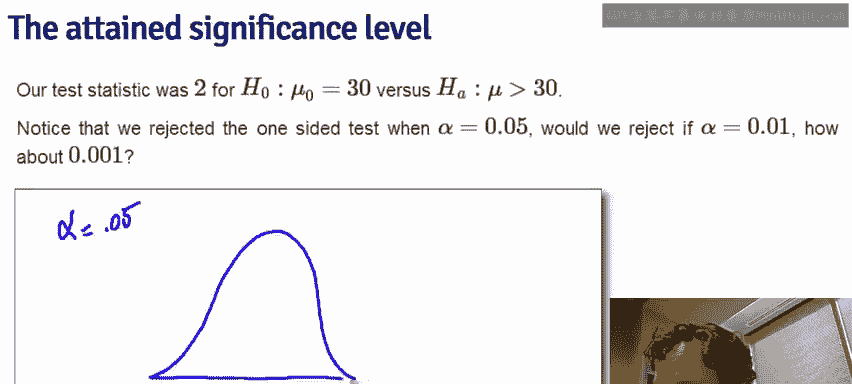 The attained significance level
Our test statistic was 2 for H₀ : μ₀ = 30 versus Hₐ : μ > 30.
Notice that we rejected the one sided test when α = 0.05, would we reject if α = 0.01, how
about 0.001?
α = .05